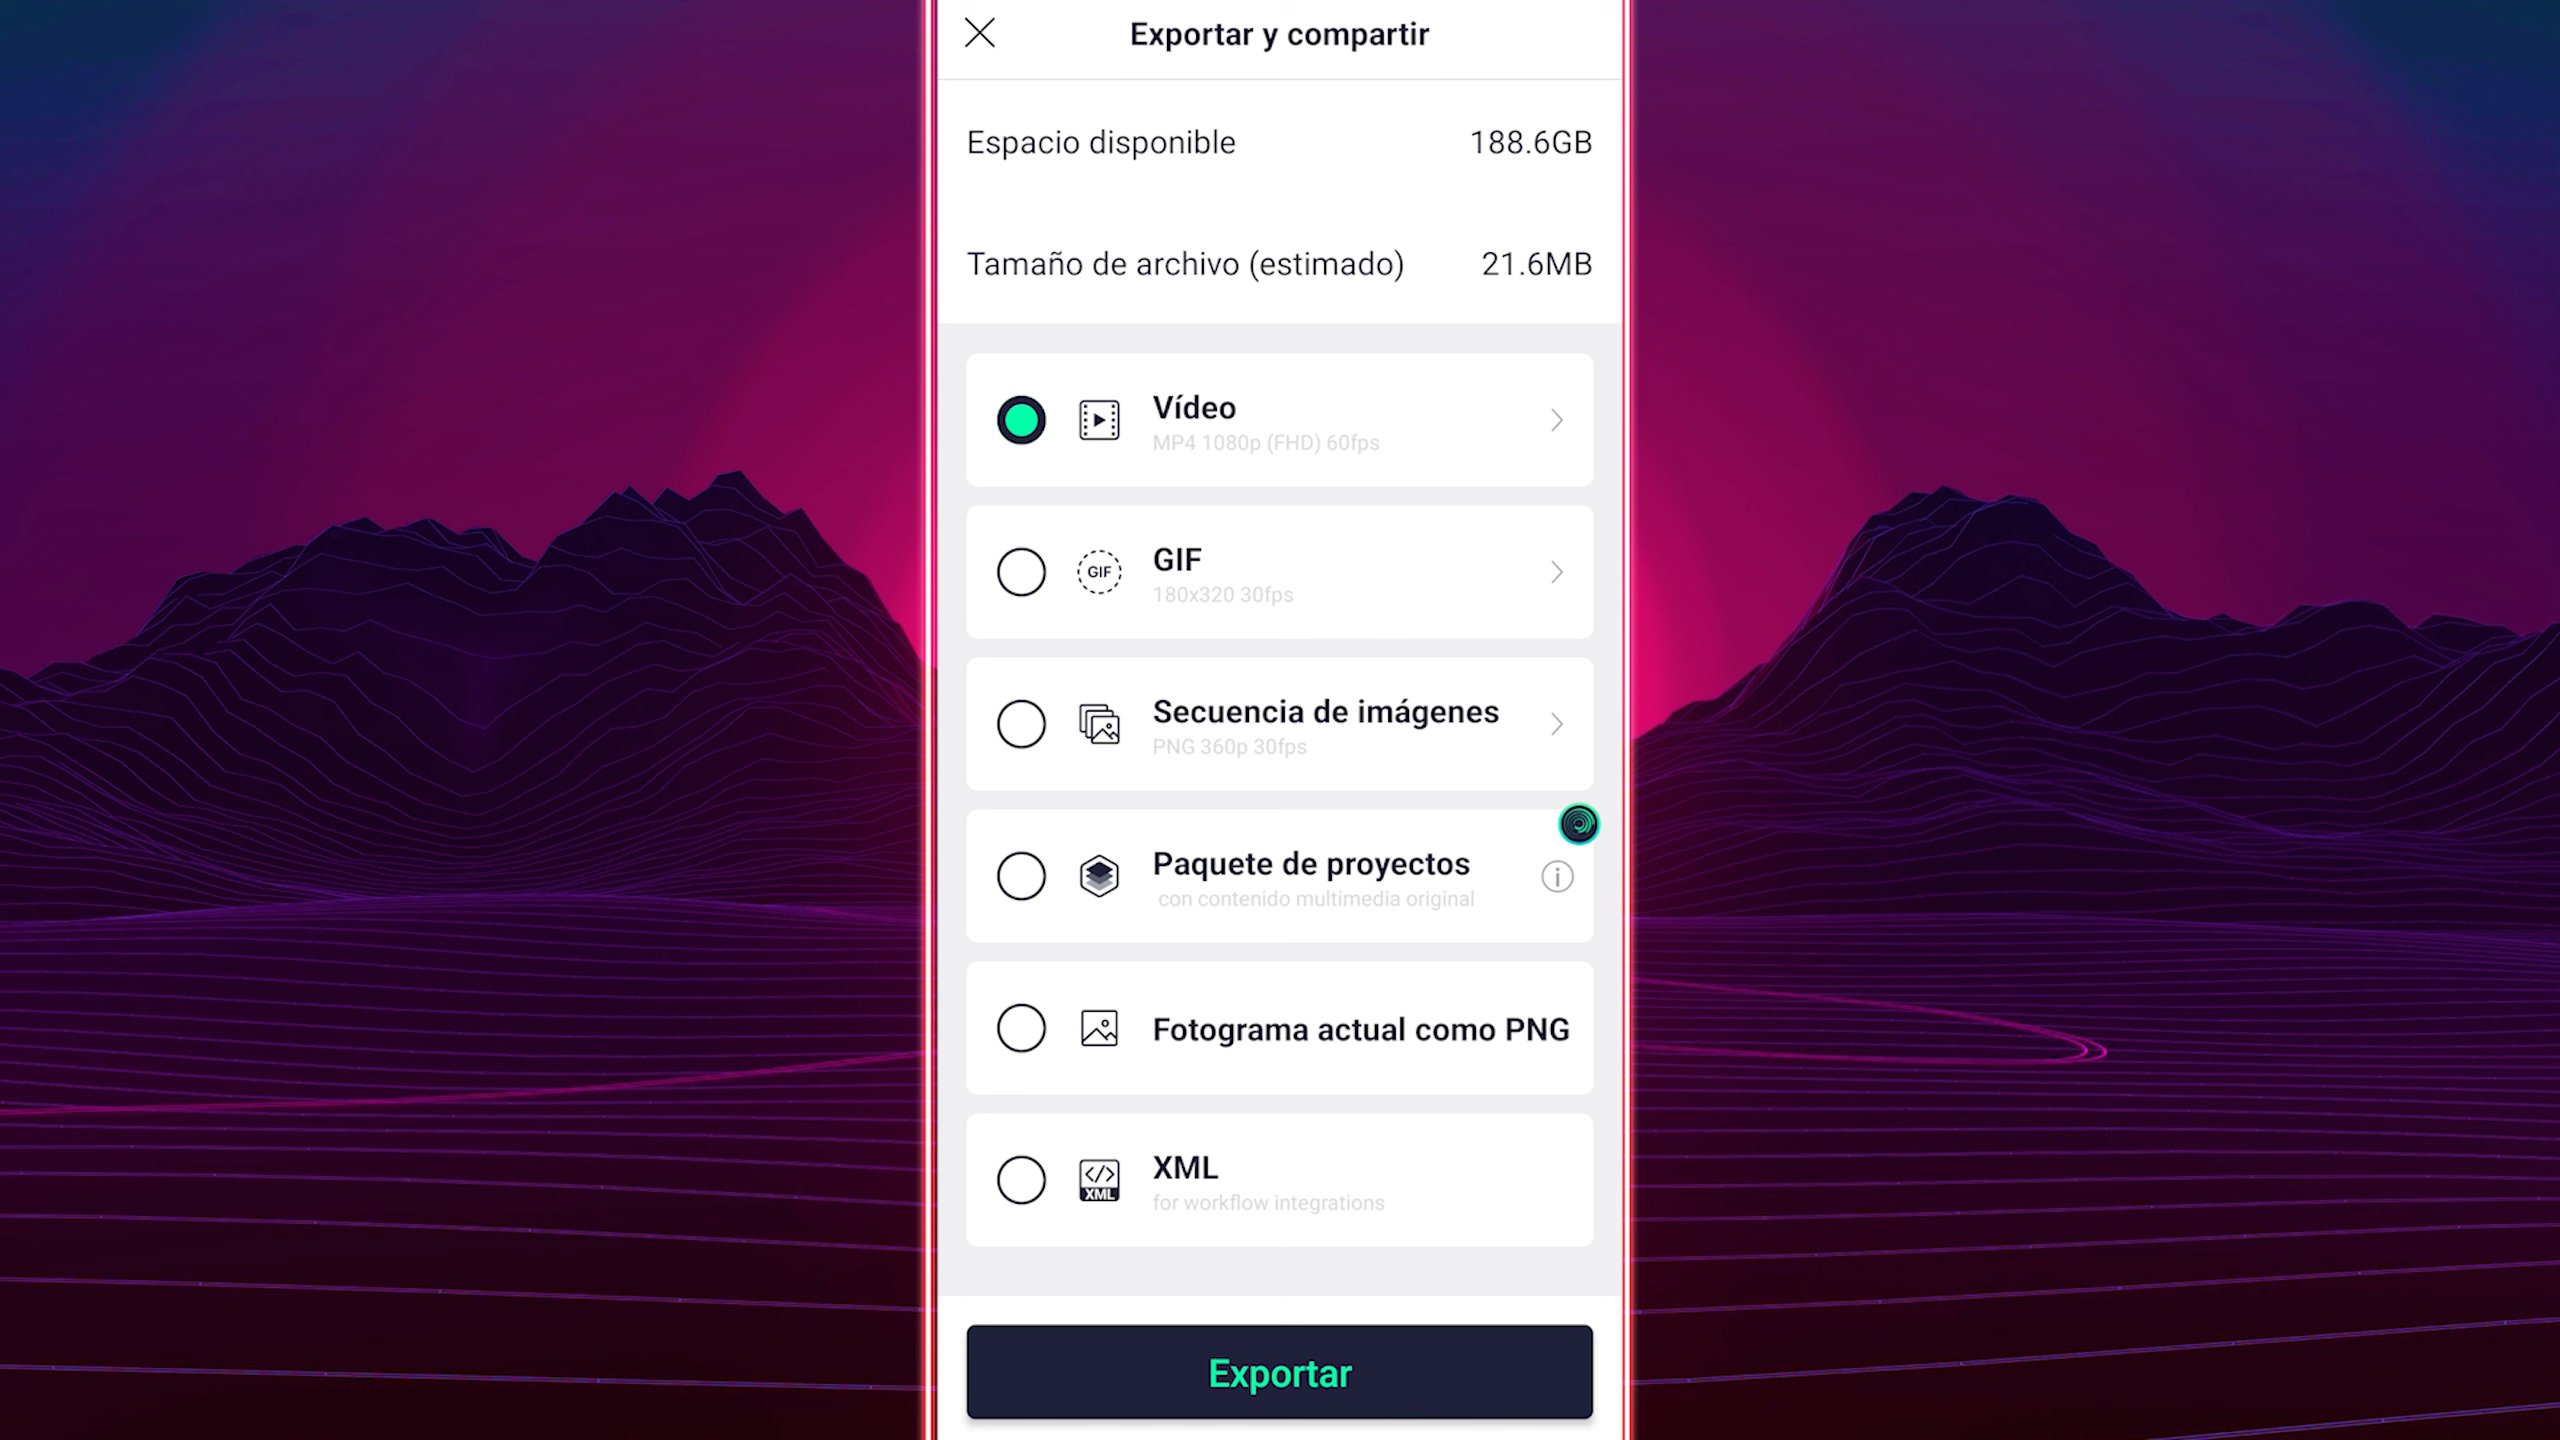 Exportar y compartir
Espacio disponible 188.6GB
Tamaño de archivo (estimado) 21.6MB
Vídeo
MP4 1080p (FHD) 60fps
GIF
GIF
180x320 30fps
Secuencia de imágenes
PNG 360p 30fps
Paquete de proyectos
con contenido multimedia original
Fotograma actual como PNG
XML
XML
for workflow integrations
Exportar